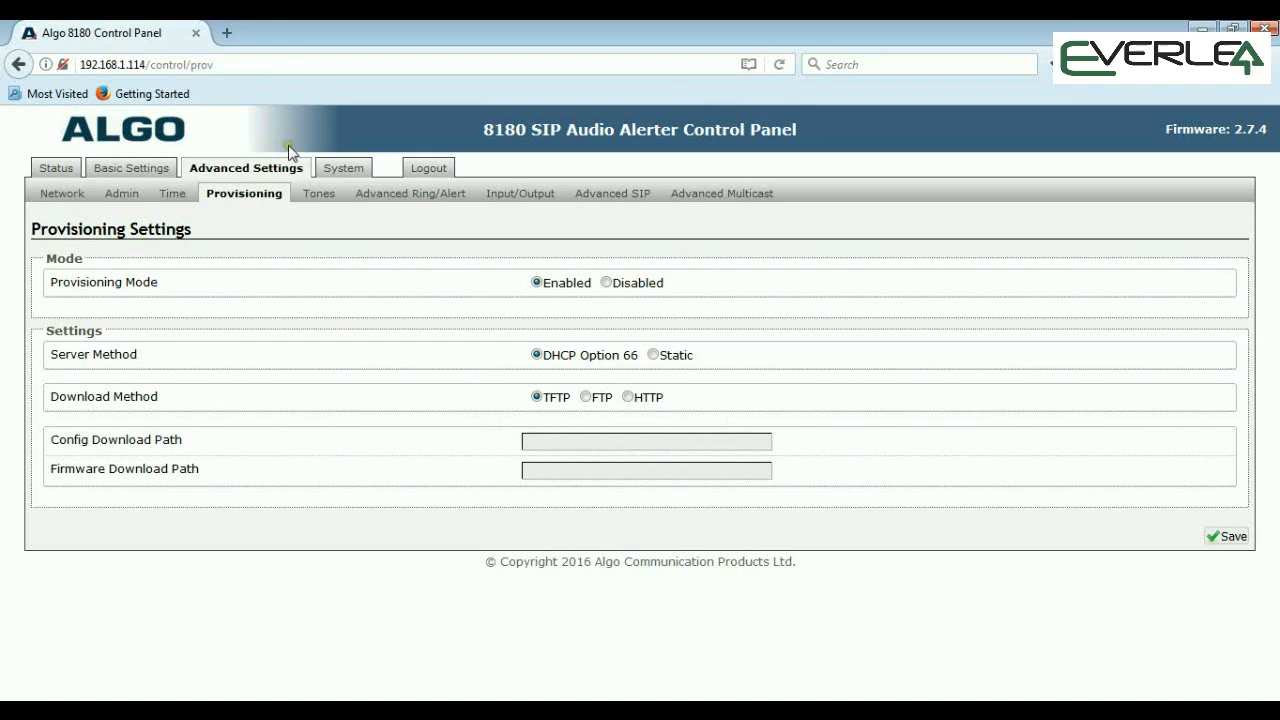 Algo 8180 Control Panel
192.168.1.114/control/prov
Search
EVERLEA
Most Visited Getting Started
ALGO
8180 SIP Audio Alerter Control Panel
Firmware: 2.7.4
Status Basic Settings Advanced Settings System Logout
Network Admin Time Provisioning Tones Advanced Ring/Alert Input/Output Advanced SIP Advanced Multicast
Provisioning Settings
Mode
Provisioning Mode Enabled Disabled
Settings
Server Method DHCP Option 66 Static
Download Method TFTP FTP HTTP
Config Download Path
Firmware Download Path
Save
© Copyright 2016 Algo Communication Products Ltd.